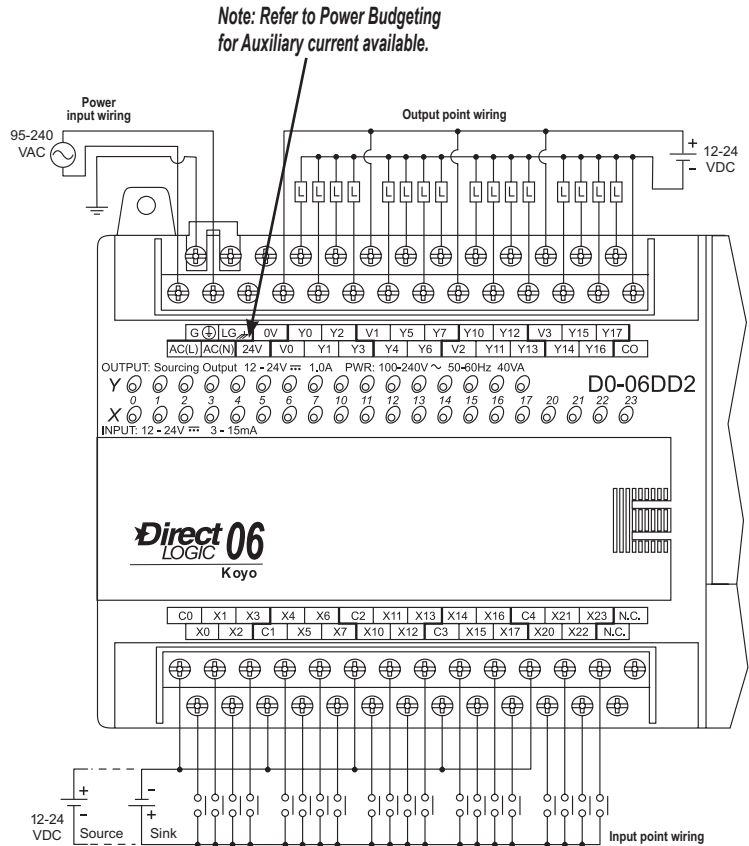 Note: Refer to Power Budgeting
for Auxiliary current available.
Power
input wiring
Output point wiring
95-240
VAC
+
-
12-24
VDC
L L L L L L L L L L L L L L L L
G LG 0V Y0 Y2 V1 Y5 Y7 Y10 Y12 V3 Y15 Y17
AC(L) AC(N) 24V V0 Y1 Y3 Y4 Y6 V2 Y11 Y13 Y14 Y16 CO
OUTPUT: Sourcing Output 12 - 24V 1.0A PWR: 100-240V ~ 50-60Hz 40VA
Y
D0-06DD2
0 1 2 3 4 5 6 7 10 11 12 13 14 15 16 17 20 21 22 23
X
INPUT: 12 - 24V 3 - 15mA
Direct
LOGIC 06
Koyo
C0 X1 X3 X4 X6 C2 X11 X13 X14 X16 C4 X21 X23 N.C.
X0 X2 C1 X5 X7 X10 X12 C3 X15 X17 X20 X22 N.C.
+ -
- +
12-24
VDC
Source
Sink
Input point wiring